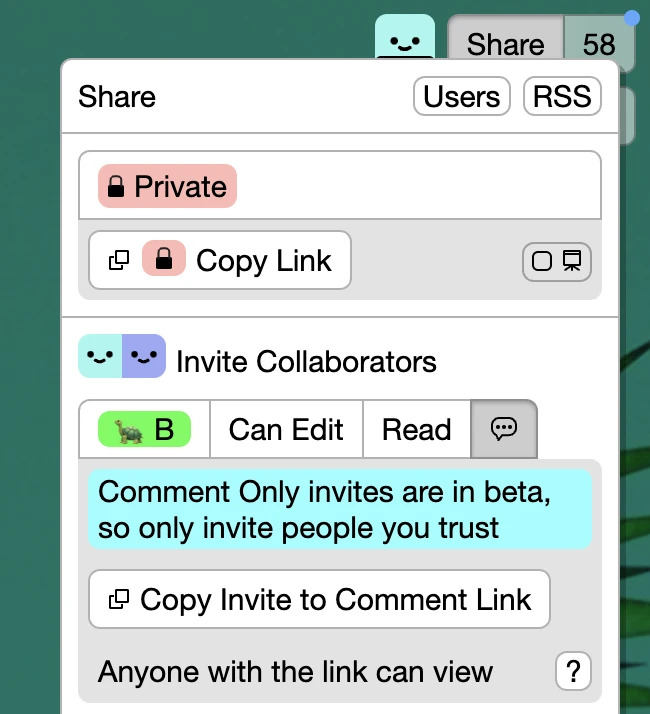 Share 58
Share Users RSS
Private
Copy Link
Invite Collaborators
B Can Edit Read
Comment Only invites are in beta,
so only invite people you trust
Copy Invite to Comment Link
Anyone with the link can view ?